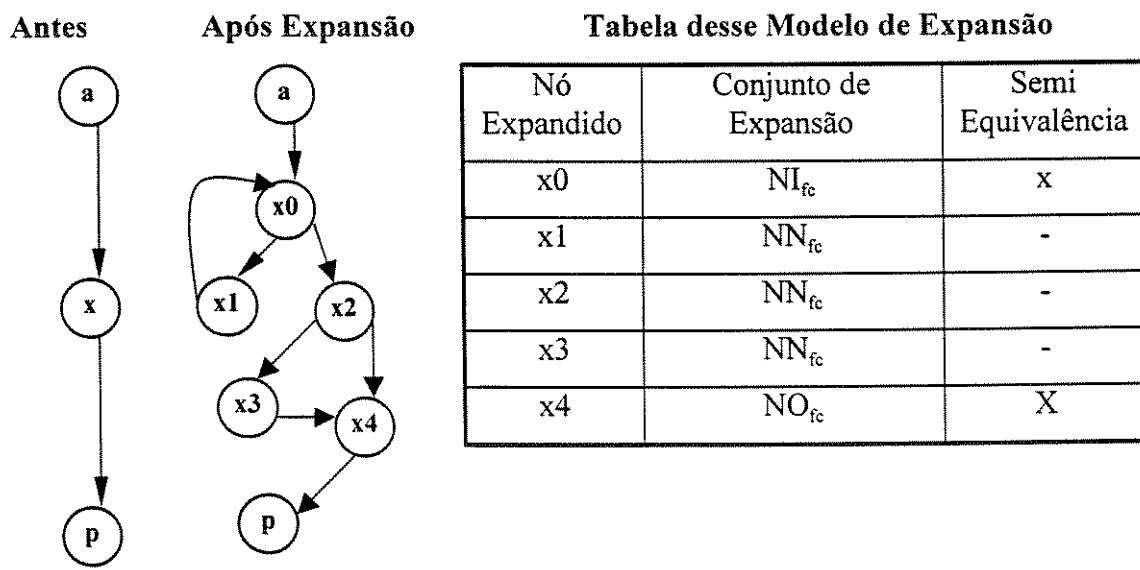 Antes
Após Expansão
Tabela desse Modelo de Expansão
a
x
p
a
x0
x1
x2
x3
x4
p
Nó Expandido
Conjunto de Expansão
Semi Equivalência
x0 NIfc x
x1 NNfc -
x2 NNfc -
x3 NNfc -
x4 NOfc X